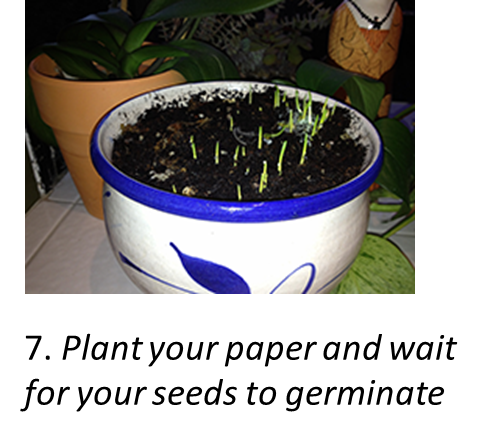 7. Plant your paper and wait
for your seeds to germinate